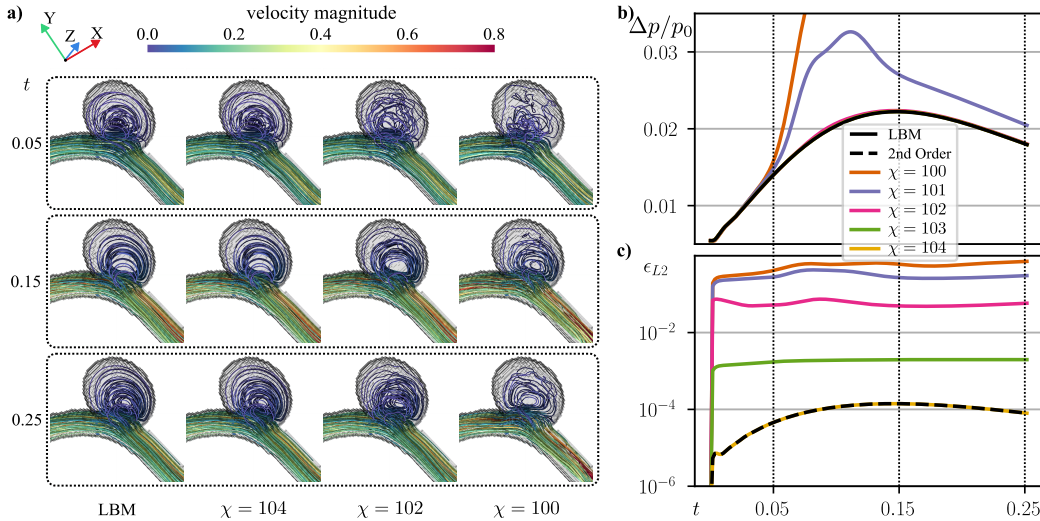 a)
velocity magnitude
Y
Z
X
0.0 0.2 0.4 0.6 0.8
t
0.05
0.15
0.25
LBM χ = 104 χ = 102 χ = 100
b)
Δp/p₀
0.03
0.02
0.01
LBM
2nd Order
χ = 100
χ = 101
χ = 102
χ = 103
χ = 104
c)
ϵ_{L2}
10⁻²
10⁻⁴
10⁻⁶
t 0.05 0.15 0.25